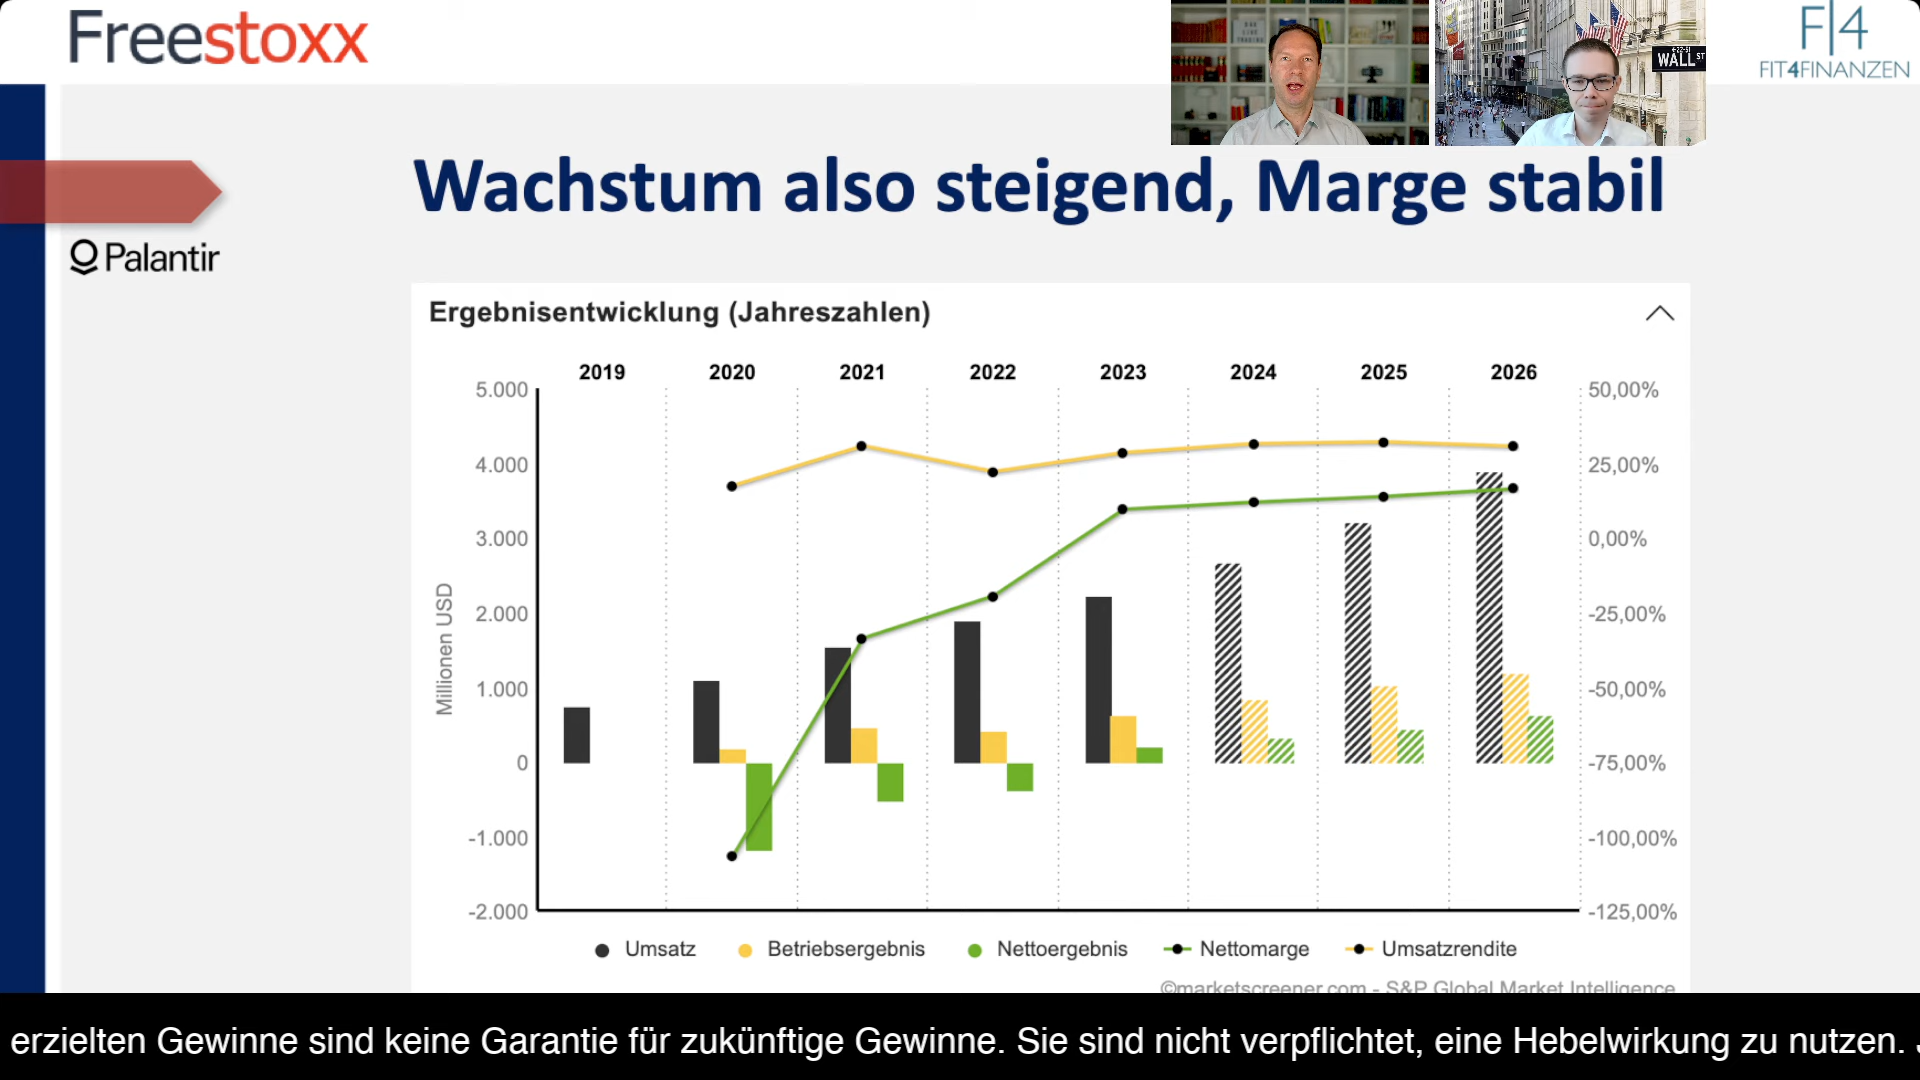 Freestoxx
F|4
FIT4FINANZEN
WALL ST
Wachstum also steigend, Marge stabil
Palantir
Ergebnisentwicklung (Jahreszahlen)
2019 2020 2021 2022 2023 2024 2025 2026
5.000 50,00%
4.000 25,00%
3.000 0,00%
2.000 -25,00%
1.000 -50,00%
0 -75,00%
-1.000 -100,00%
-2.000 -125,00%
Millionen USD
Umsatz Betriebsergebnis Nettoergebnis Nettomarge Umsatzrendite
©marketscreener.com - S&P Global Market Intelligence
erzielten Gewinne sind keine Garantie für zukünftige Gewinne. Sie sind nicht verpflichtet, eine Hebelwirkung zu nutzen.